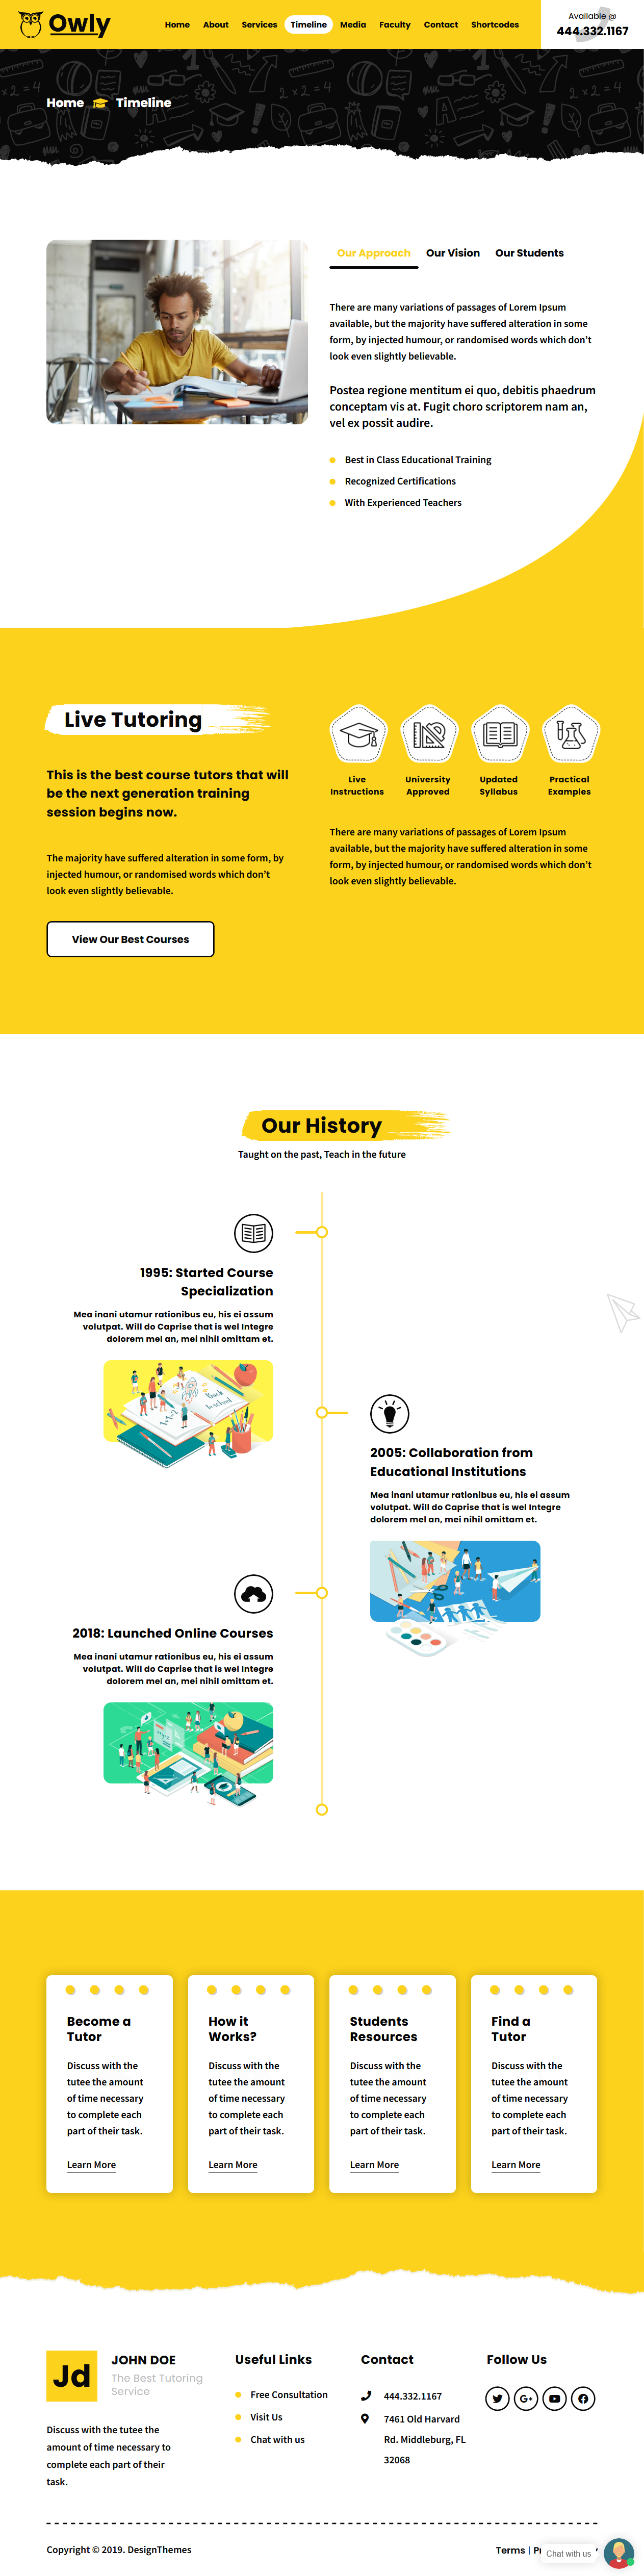 Owly
Home About Services Timeline Media Faculty Contact Shortcodes
Available @
444.332.1167
Home Timeline
Our Approach Our Vision Our Students
There are many variations of passages of Lorem Ipsum
available, but the majority have suffered alteration in some
form, by injected humour, or randomised words which don't
look even slightly believable.
Postea regione mentitum ei quo, debitis phaedrum
conceptam vis at. Fugit choro scriptorem nam an,
vel ex possit audire.
Best in Class Educational Training
Recognized Certifications
With Experienced Teachers
Live Tutoring
This is the best course tutors that will
be the next generation training
session begins now.
The majority have suffered alteration in some form, by
injected humour, or randomised words which don't
look even slightly believable.
View Our Best Courses
Live
Instructions
University
Approved
Updated
Syllabus
Practical
Examples
There are many variations of passages of Lorem Ipsum
available, but the majority have suffered alteration in some
form, by injected humour, or randomised words which don't
look even slightly believable.
Our History
Taught on the past, Teach in the future
1995: Started Course
Specialization
Mea inani utamur rationibus eu, his ei assum
volutpat. Will do Caprise that is wel Integre
dolorem mel an, mei nihil omittam et.
2005: Collaboration from
Educational Institutions
Mea inani utamur rationibus eu, his ei assum
volutpat. Will do Caprise that is wel Integre
dolorem mel an, mei nihil omittam et.
2018: Launched Online Courses
Mea inani utamur rationibus eu, his ei assum
volutpat. Will do Caprise that is wel Integre
dolorem mel an, mei nihil omittam et.
Become a
Tutor
Discuss with the
tutee the amount
of time necessary
to complete each
part of their task.
Learn More
How it
Works?
Discuss with the
tutee the amount
of time necessary
to complete each
part of their task.
Learn More
Students
Resources
Discuss with the
tutee the amount
of time necessary
to complete each
part of their task.
Learn More
Find a
Tutor
Discuss with the
tutee the amount
of time necessary
to complete each
part of their task.
Learn More
Jd
JOHN DOE
The Best Tutoring
Service
Discuss with the tutee the
amount of time necessary to
complete each part of their
task.
Useful Links
Free Consultation
Visit Us
Chat with us
Contact
444.332.1167
7461 Old Harvard
Rd. Middleburg, FL
32068
Follow Us
Copyright © 2019. DesignThemes
Terms |
Chat with us